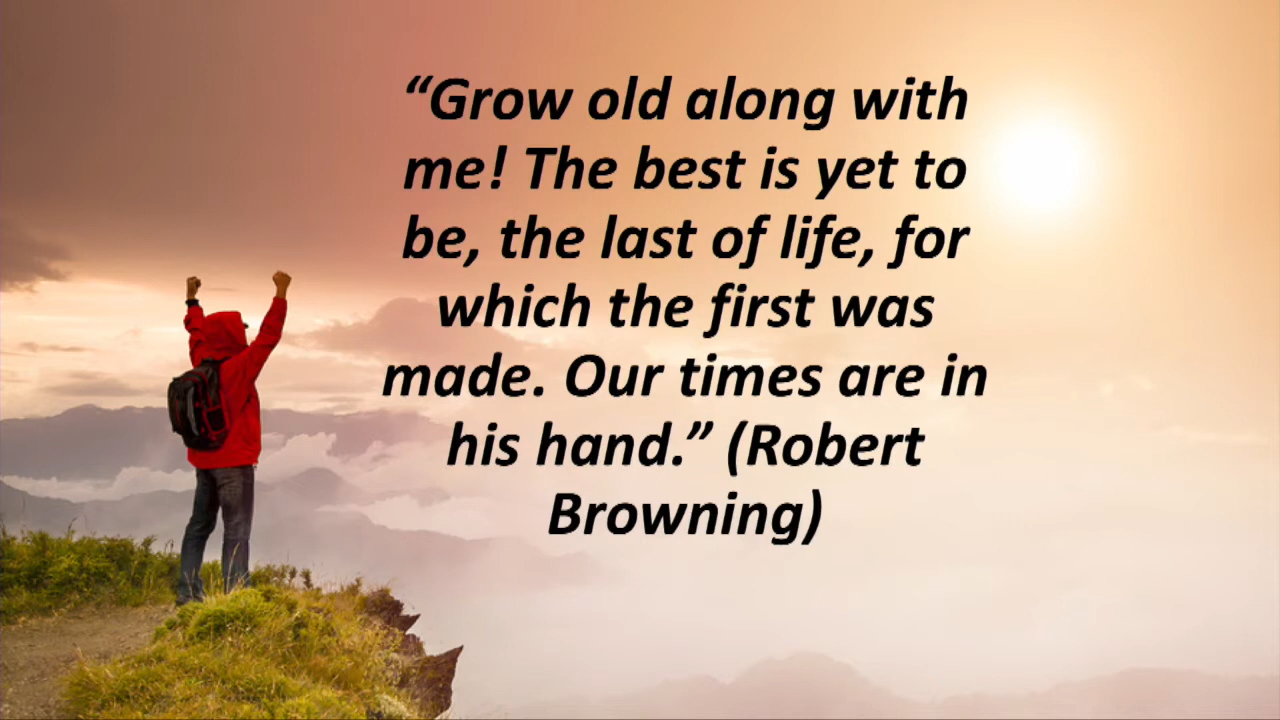 “Grow old along with
me! The best is yet to
be, the last of life, for
which the first was
made. Our times are in
his hand.” (Robert
Browning)